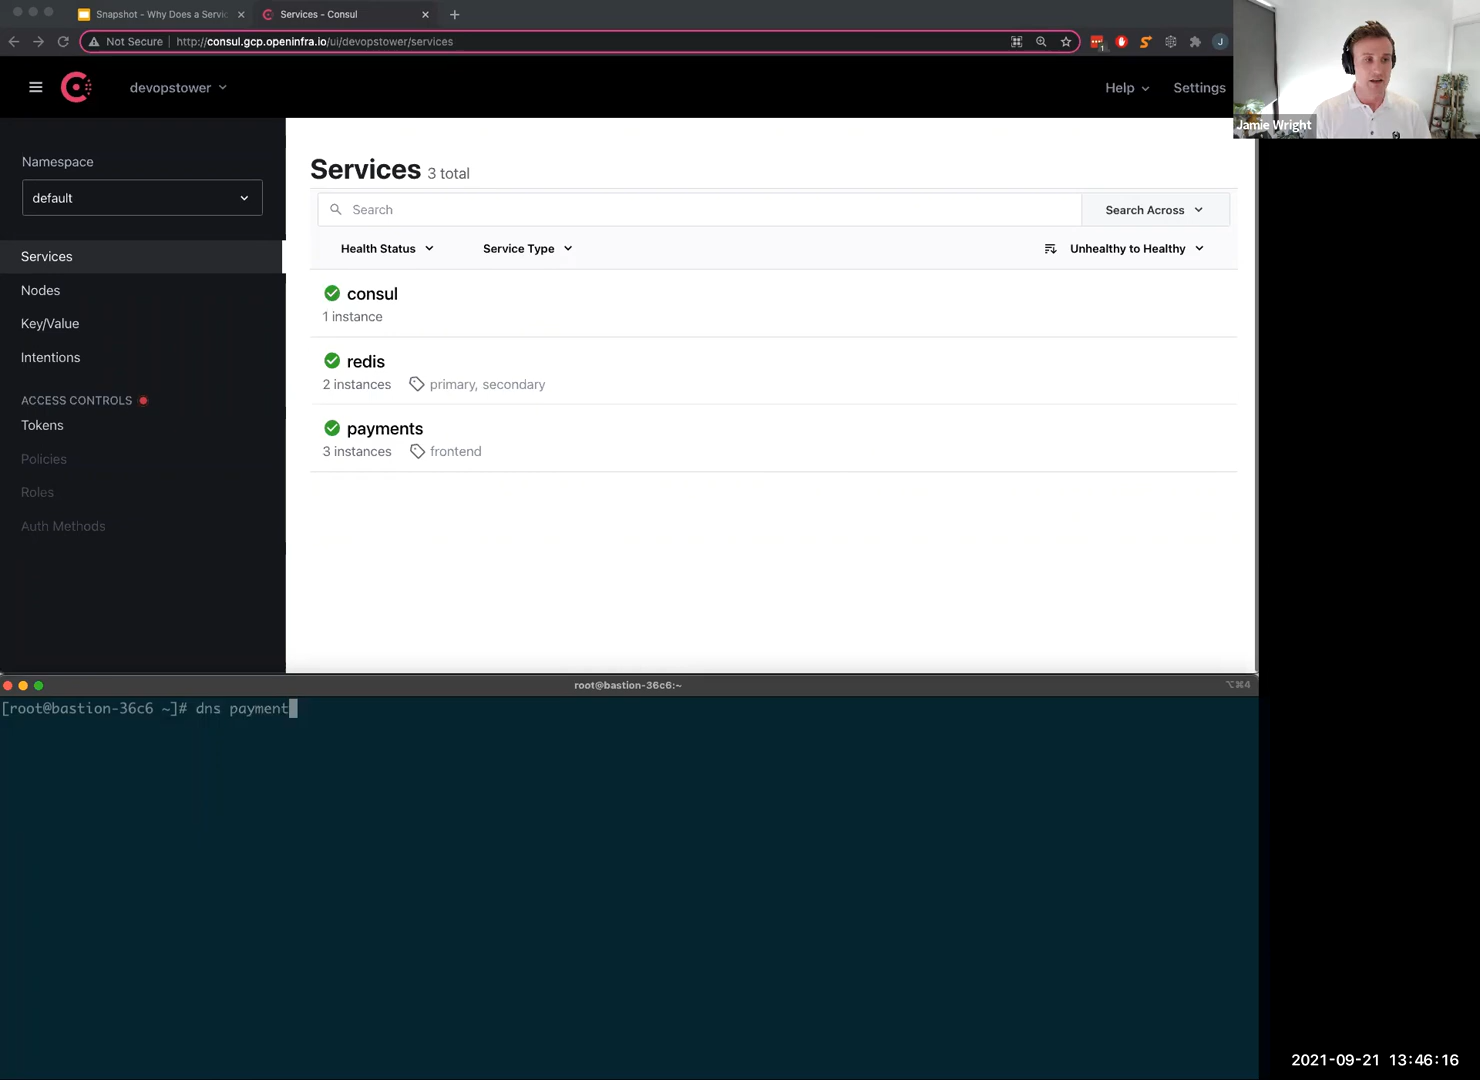 Snapshot - Why Does a Servic
Services - Consul
Not Secure
http://consul.gcp.openinfra.io/ui/devopstower/services
J
devopstower
Help
Settings
Jamie Wright
Namespace
default
Services
Nodes
Key/Value
Intentions
ACCESS CONTROLS
Tokens
Policies
Roles
Auth Methods
Services 3 total
Search
Search Across
Health Status
Service Type
Unhealthy to Healthy
consul
1 instance
redis
2 instances
primary, secondary
payments
3 instances
frontend
root@bastion-36c6:~
⌥⌘4
[root@bastion-36c6 ~]# dns payment
2021-09-21 13:46:16